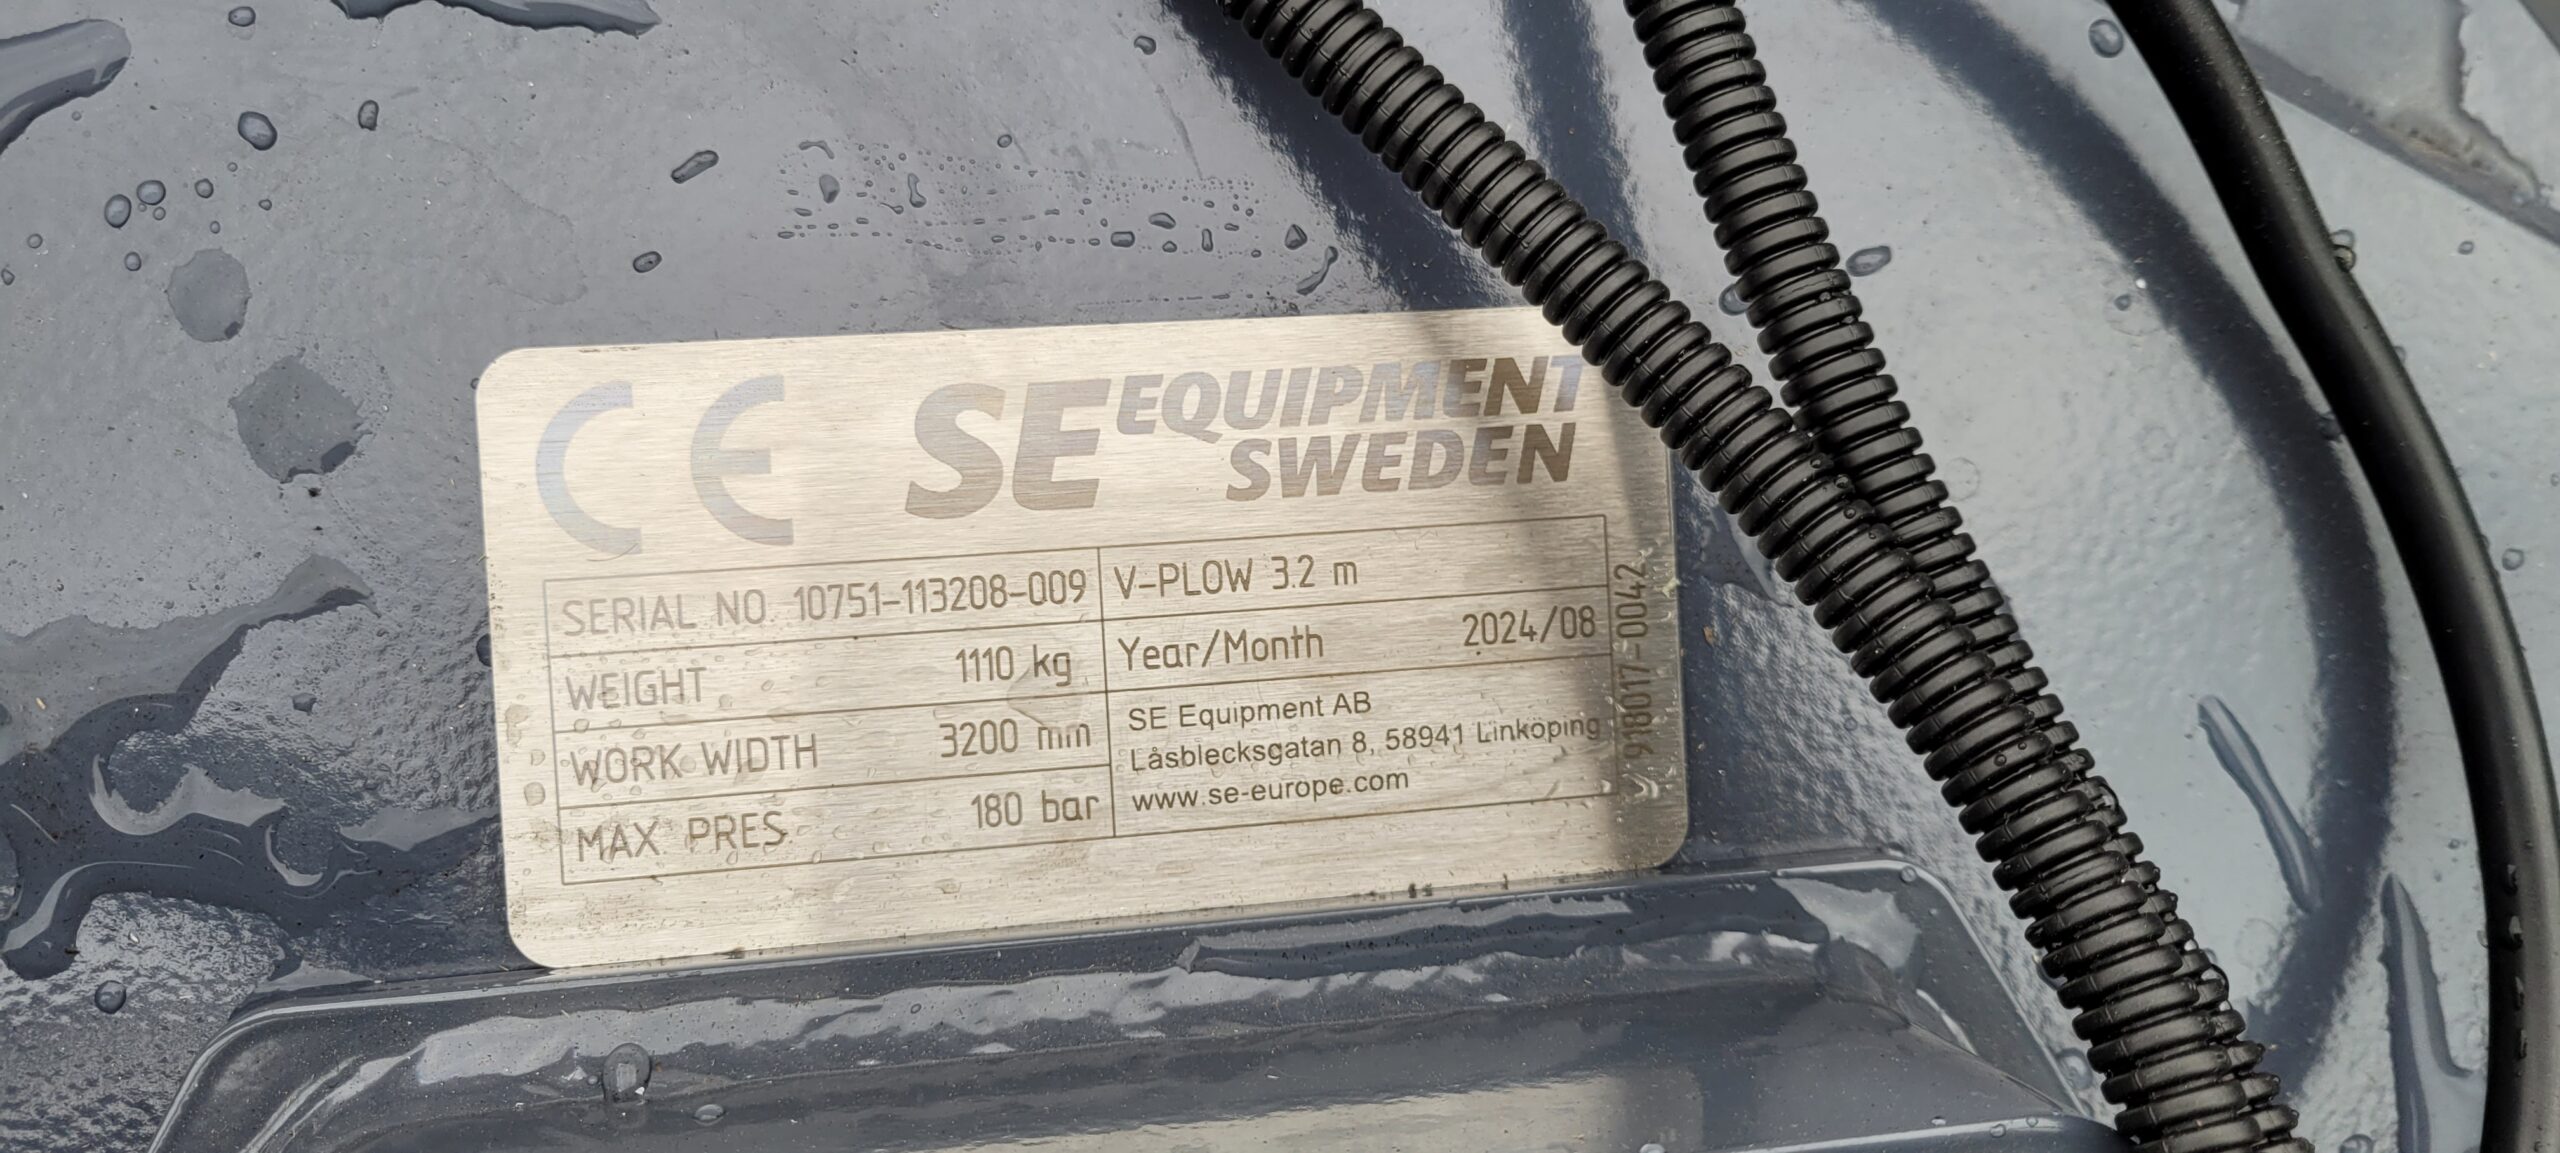 CE SE EQUIPMENT
SWEDEN
SERIAL NO. 10751-113208-009 V-PLOW 3.2 m
WEIGHT 1110 kg Year/Month 2024/08
WORK WIDTH 3200 mm
MAX PRES. 180 bar
SE Equipment AB
Låsblecksgatan 8, 58941 Linköping
www.se-europe.com
918017-0042